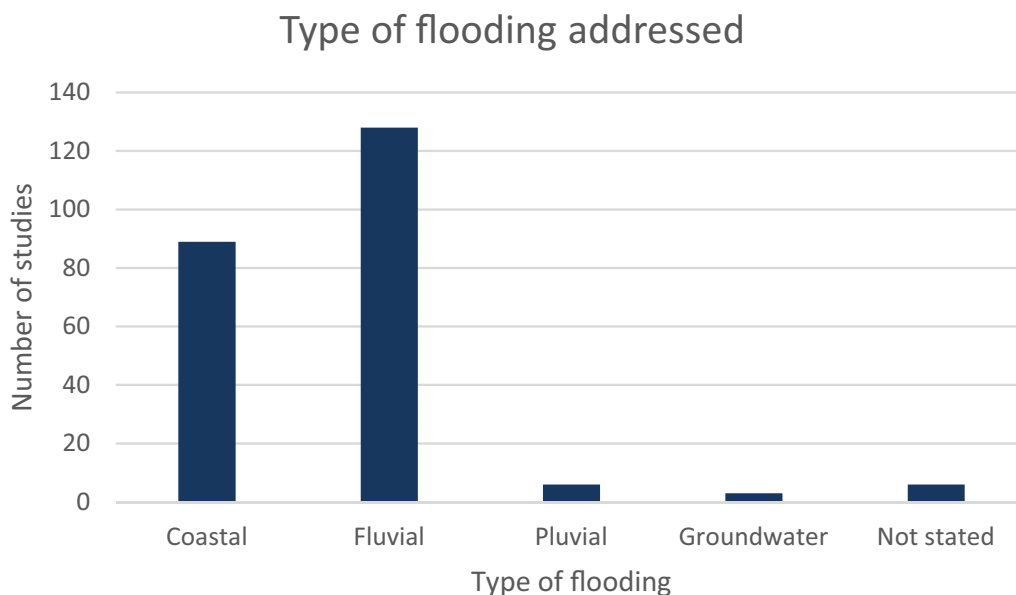 Type of flooding addressed
140
120
100
80
60
40
20
0
Number of studies
Coastal Fluvial Pluvial Groundwater Not stated
Type of flooding